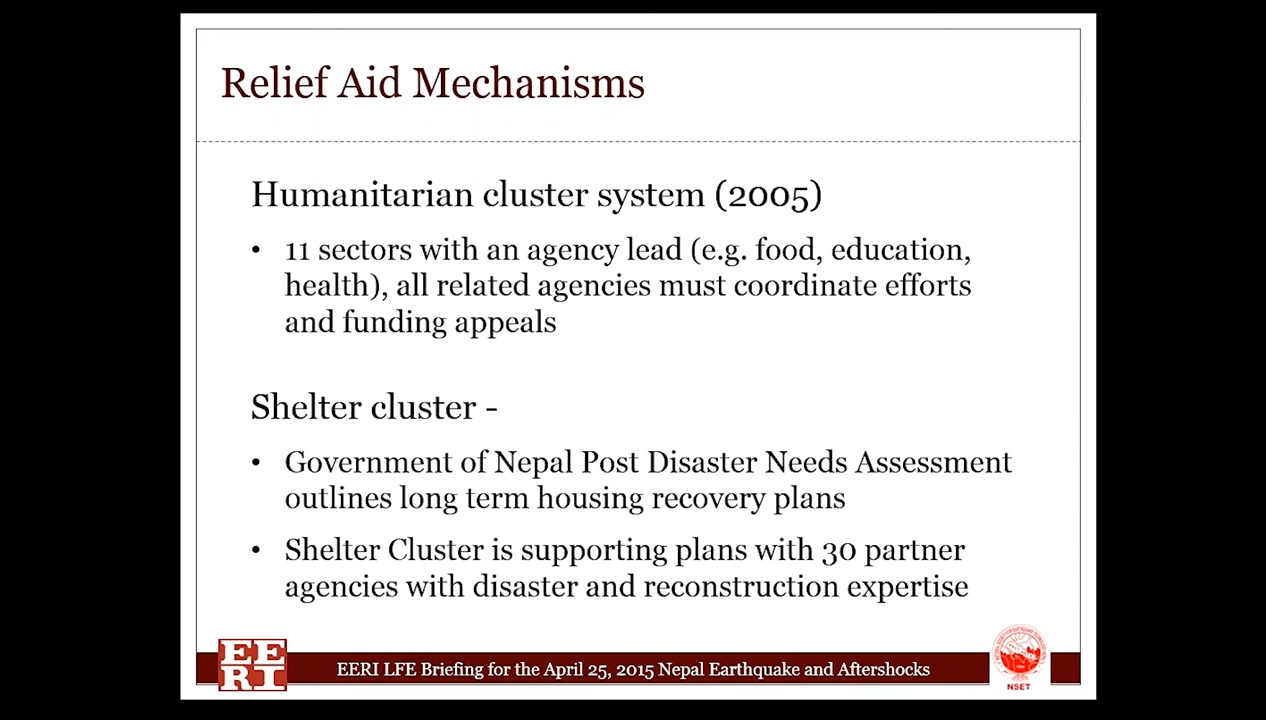 Relief Aid Mechanisms
Humanitarian cluster system (2005)
• 11 sectors with an agency lead (e.g. food, education,
health), all related agencies must coordinate efforts
and funding appeals
Shelter cluster -
• Government of Nepal Post Disaster Needs Assessment
outlines long term housing recovery plans
• Shelter Cluster is supporting plans with 30 partner
agencies with disaster and reconstruction expertise
EE
RI
EERI LFE Briefing for the April 25, 2015 Nepal Earthquake and Aftershocks
NSET